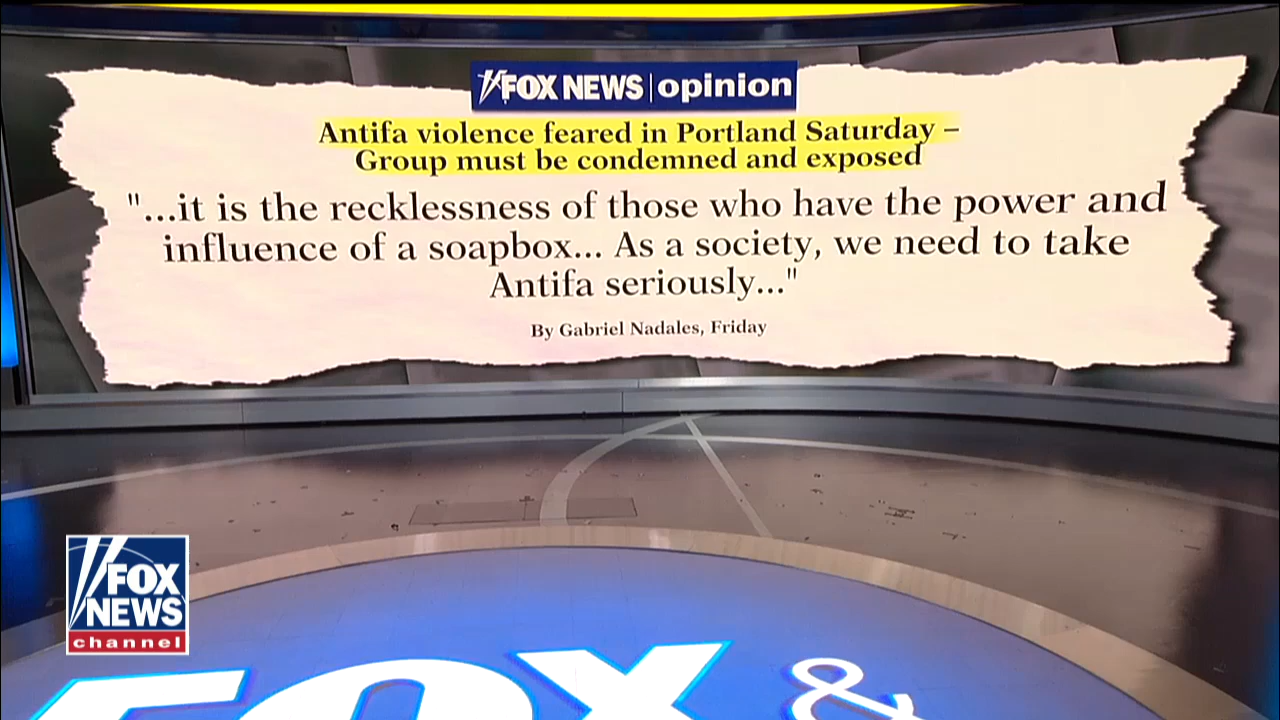 FOX NEWS | opinion
Antifa violence feared in Portland Saturday –
Group must be condemned and exposed
"...it is the recklessness of those who have the power and
influence of a soapbox... As a society, we need to take
Antifa seriously..."
By Gabriel Nadales, Friday
FOX
NEWS
channel
FOX &